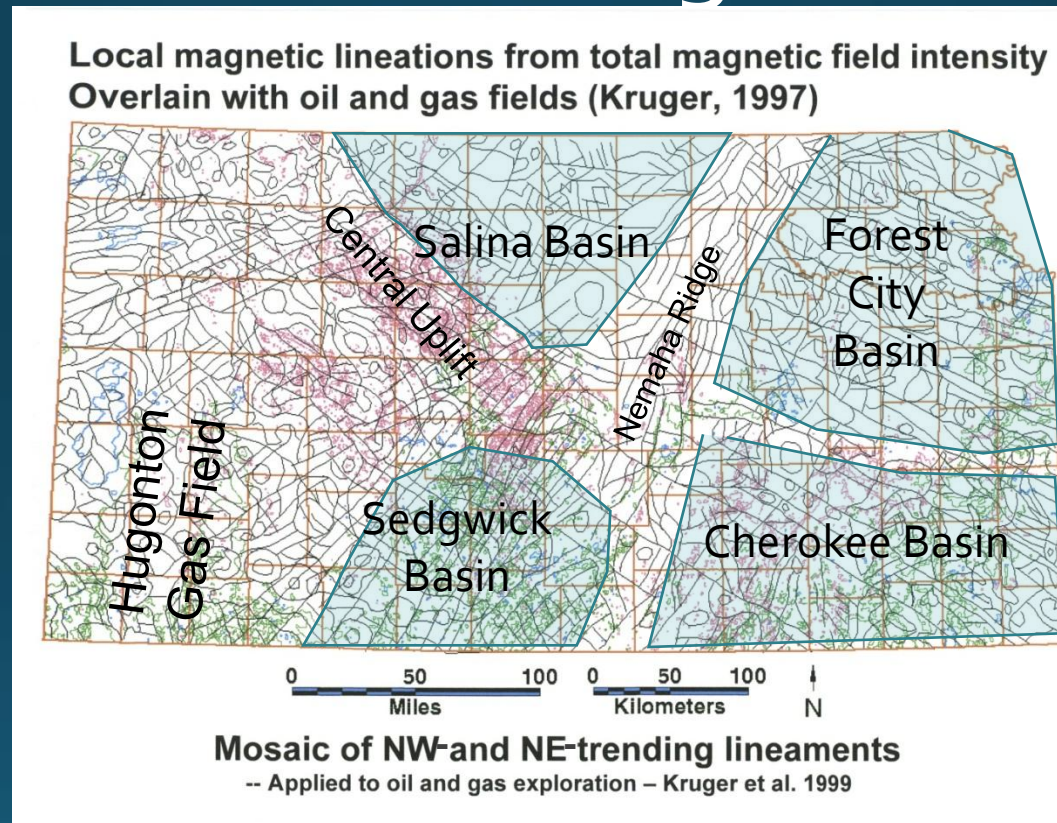 Local magnetic lineations from total magnetic field intensity
Overlain with oil and gas fields (Kruger, 1997)
Central Uplift
Salina Basin
Nemaha Ridge
Forest
City
Basin
Hugonton
Gas Field
Sedgwick
Basin
Cherokee Basin
0 50 100
Miles
0 50 100
Kilometers
N
Mosaic of NW-and NE-trending lineaments
-- Applied to oil and gas exploration – Kruger et al. 1999